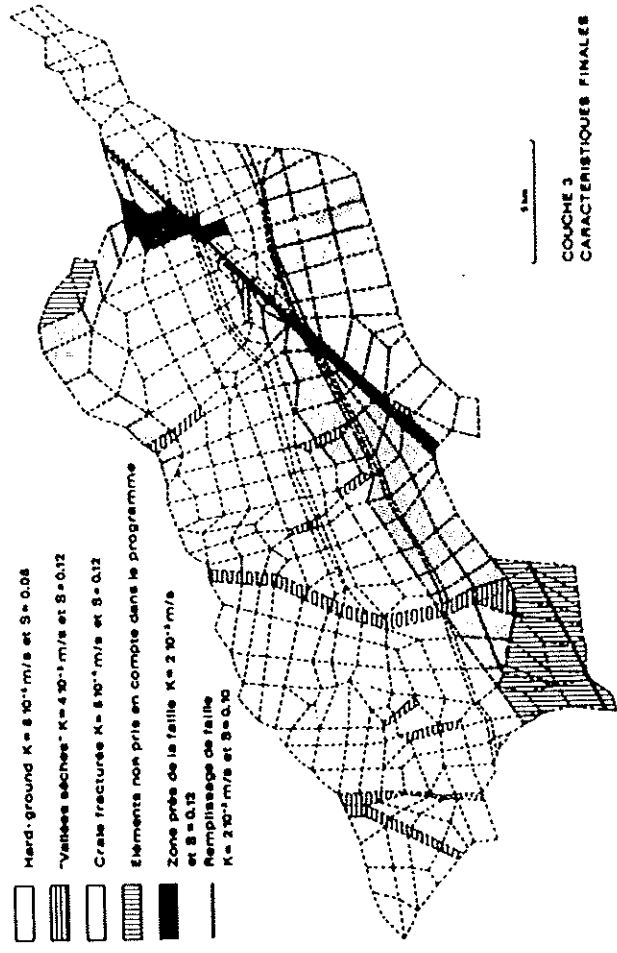 Hard-ground K = 8 10⁻⁴ m/s et S = 0.08
"Vallées sèches" K = 4 10⁻³ m/s et S = 0.12
Craie fracturée K = 8 10⁻⁴ m/s et S = 0.12
Eléments non pris en compte dans le programme
Zone près de la faille K = 2 10⁻³ m/s
et S = 0.12
Remplissage de faille
K = 2 10⁻³ m/s et S = 0.10
5 km
COUCHE 3
CARACTERISTIQUES FINALES